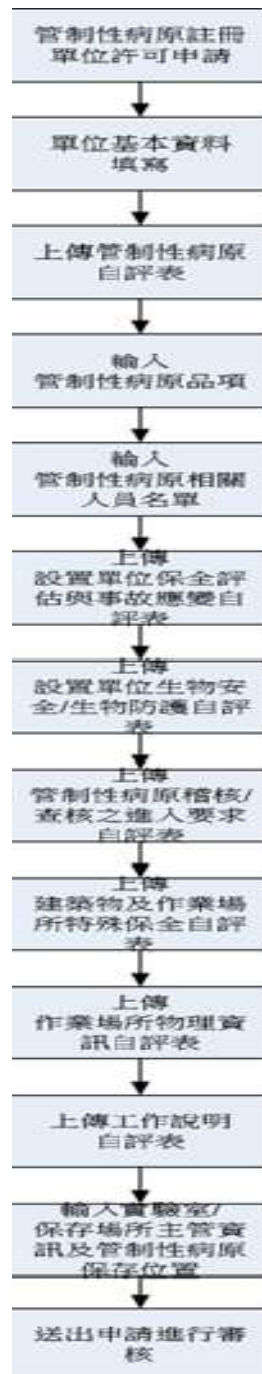 管制性病原註冊
單位許可申請
單位基本資料
填寫
上傳管制性病原
自評表
輸入
管制性病原品項
輸入
管制性病原相關
人員名單
上傳
設置單位保全評
估與事故應變自
評表
上傳
設置單位生物安
全/生物防護自評
表
上傳
管制性病原稽核/
查核之進入要求
自評表
上傳
建築物及作業場
所特殊保全自評
表
上傳
作業場所物理資
訊自評表
上傳工作說明
自評表
輸入實驗室/
保存場所主管資
訊及管制性病原
保存位置
送出申請進行審
核